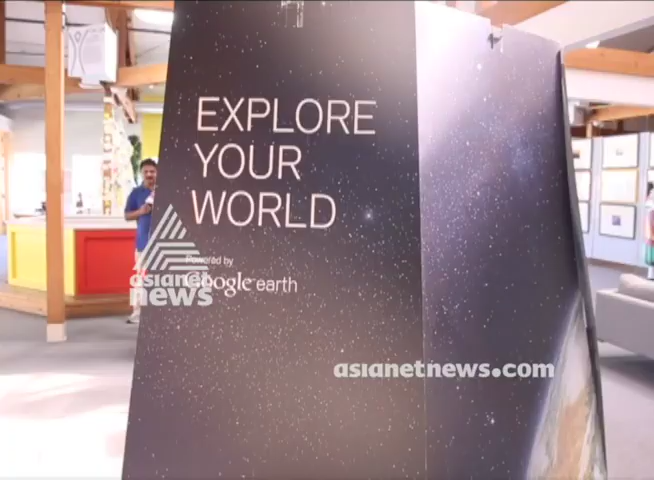 EXPLORE
YOUR
WORLD
Powered by
Google earth
asianet
news
asianetnews.com